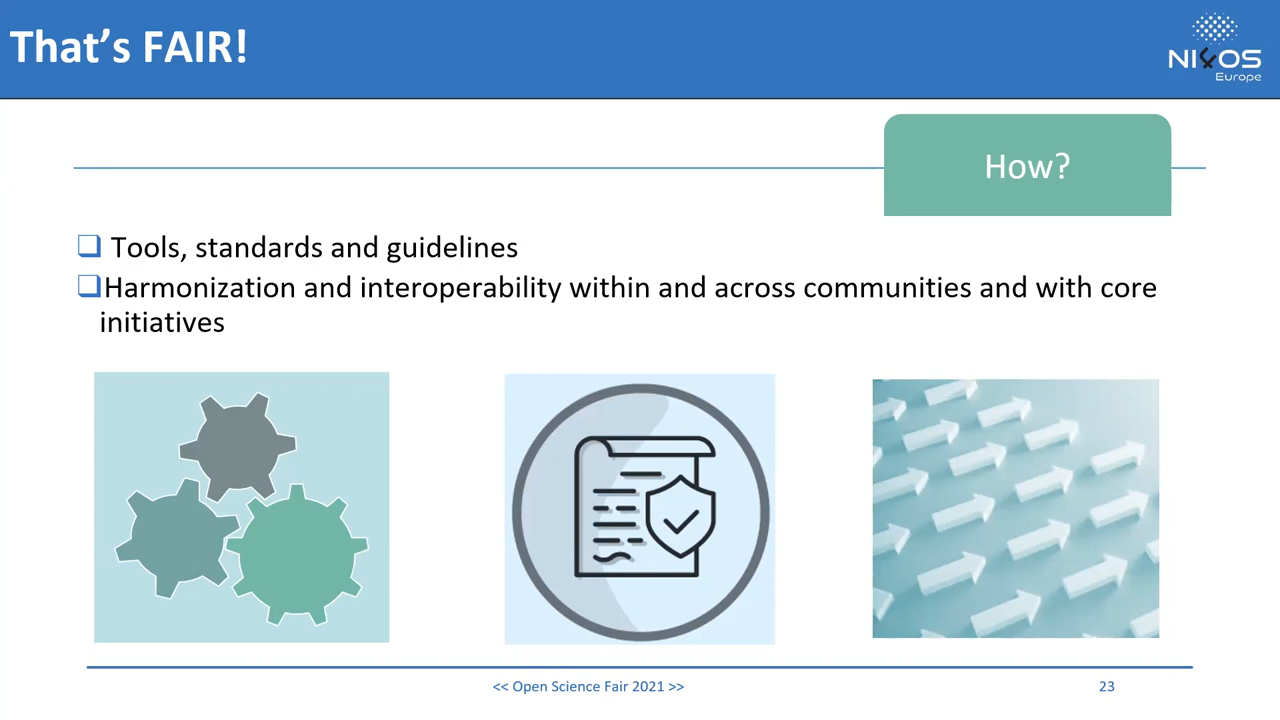 That's FAIR!
NI4OS
Europe
How?
❑ Tools, standards and guidelines
❑Harmonization and interoperability within and across communities and with core
initiatives
<< Open Science Fair 2021 >>
23